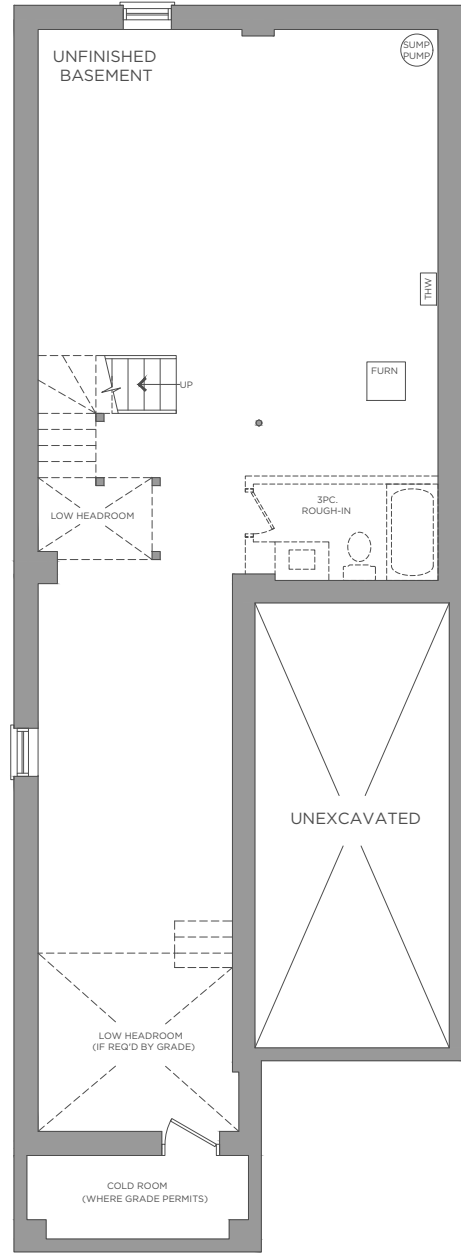 UNFINISHED
BASEMENT
SUMP
PUMP
THW
FURN
UP
3PC.
ROUGH-IN
LOW HEADROOM
UNEXCAVATED
LOW HEADROOM
(IF REQ'D BY GRADE)
COLD ROOM
(WHERE GRADE PERMITS)